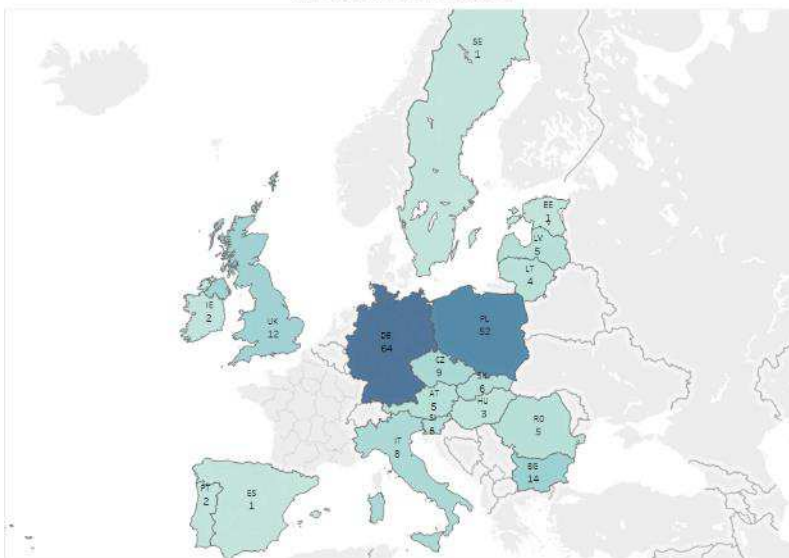 SE
1
EE
1
LV
5
LT
4
IE
2
UK
12
DE
64
PL
52
CZ
9
SK
6
AT
5
HU
3
SI
5
IT
8
RO
5
BG
14
PT
2
ES
1